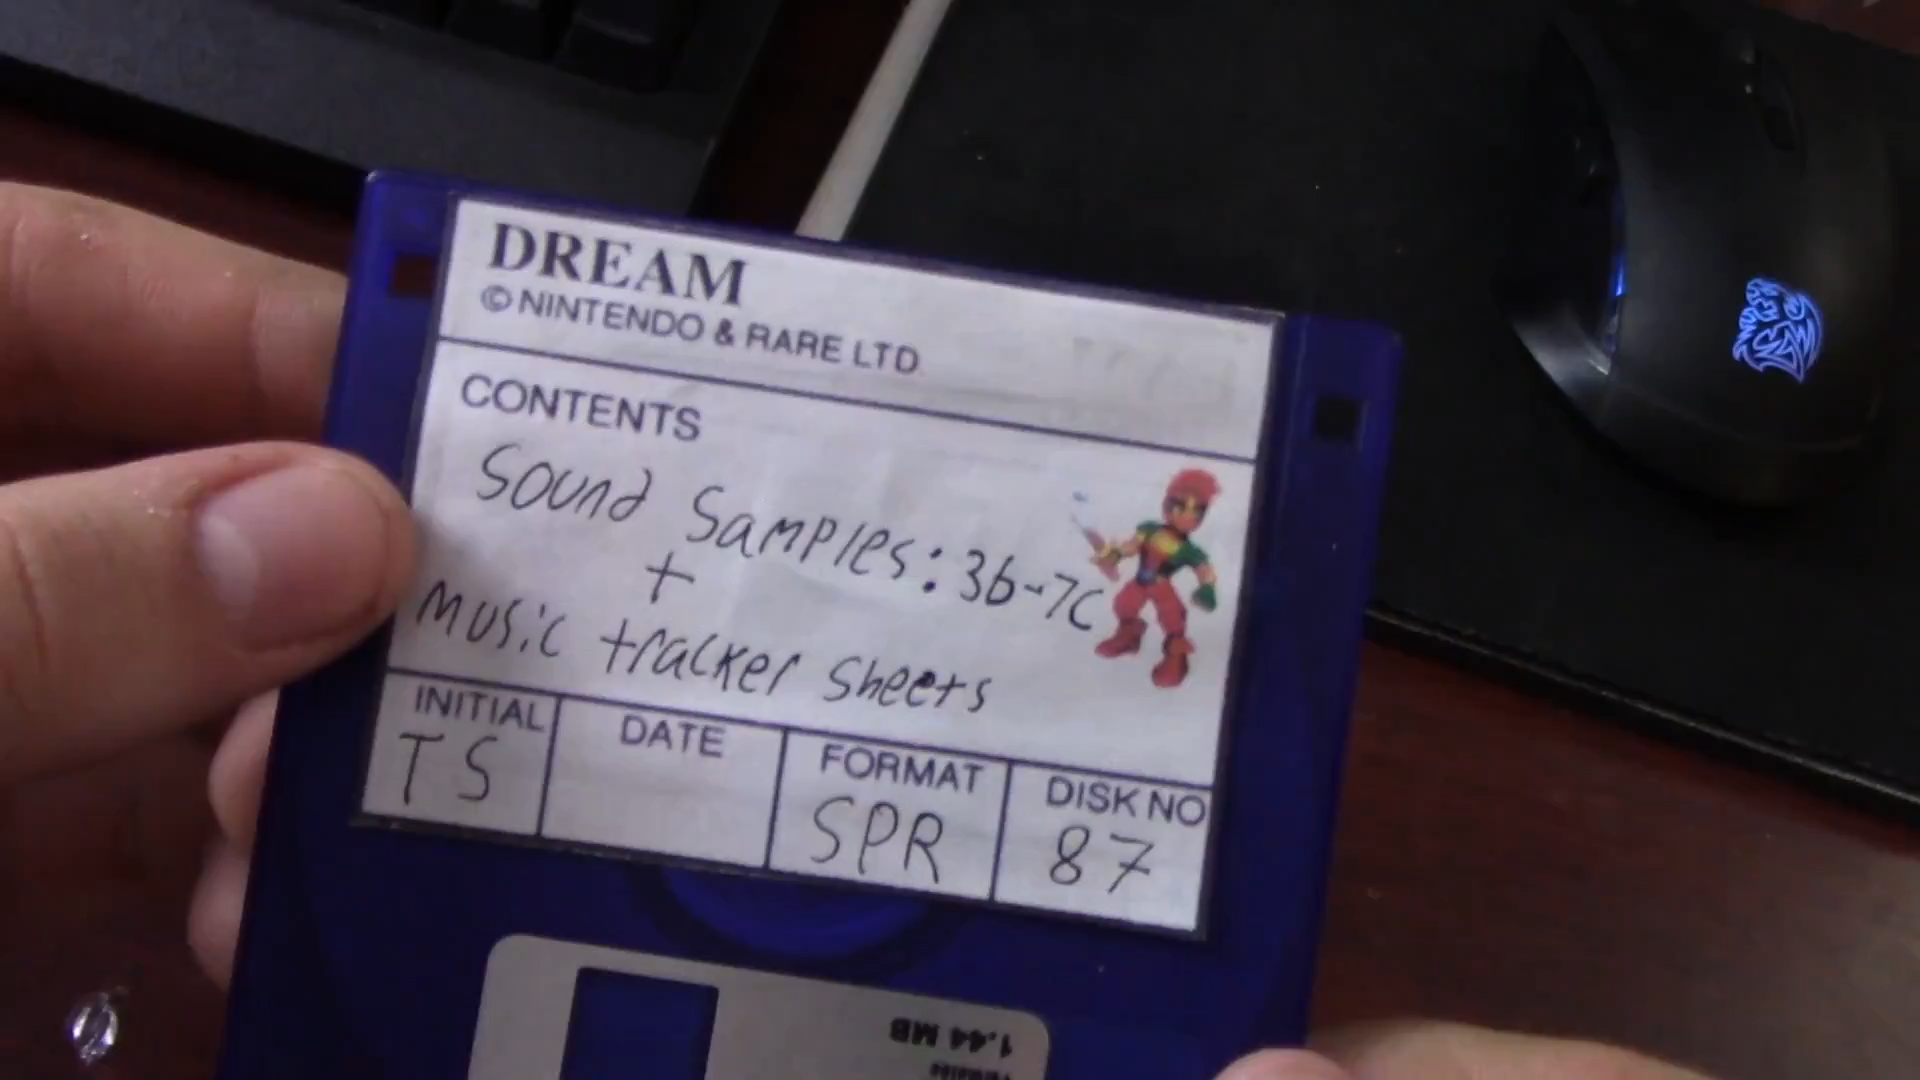 DREAM
© NINTENDO & RARE LTD
CONTENTS
Sound Samples: 3b-7c
+
Music tracker sheets
INITIAL
TS
DATE
FORMAT
SPR
DISK NO
87
1.44 MB